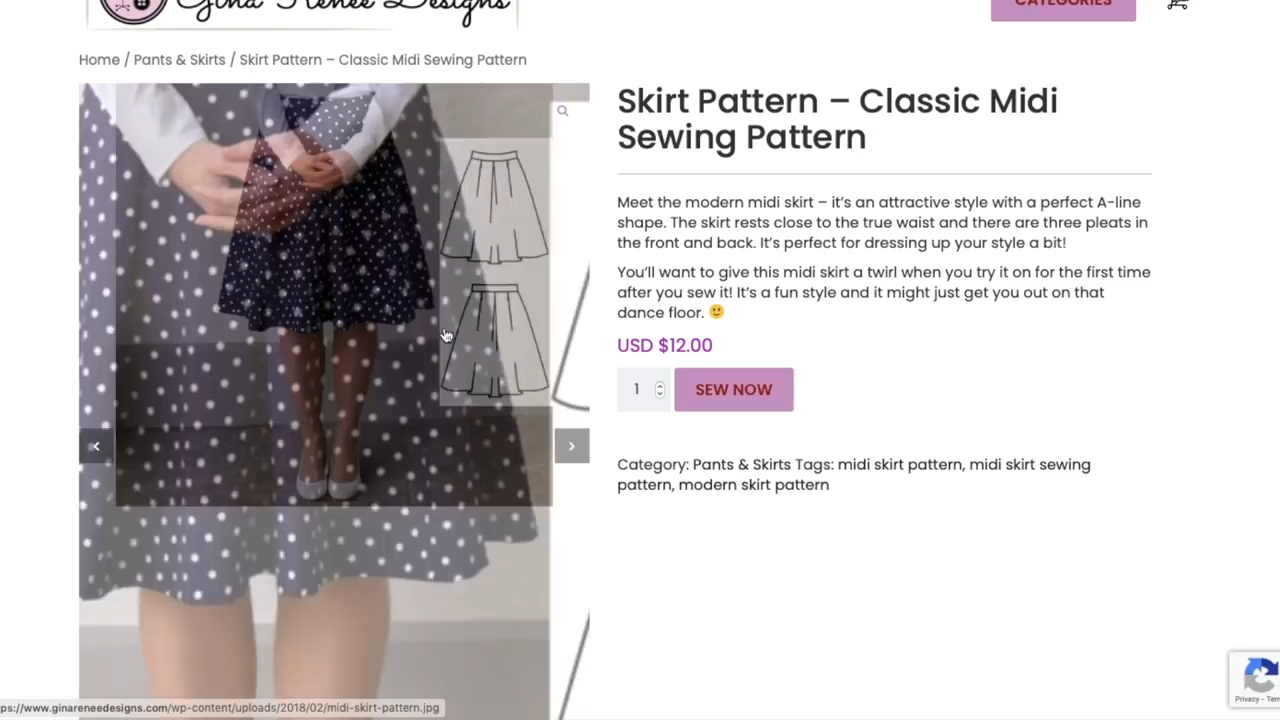 Gina Renee Designs
CATEGORIES
Home / Pants & Skirts / Skirt Pattern – Classic Midi Sewing Pattern
Skirt Pattern – Classic Midi
Sewing Pattern
Meet the modern midi skirt – it's an attractive style with a perfect A-line
shape. The skirt rests close to the true waist and there are three pleats in
the front and back. It's perfect for dressing up your style a bit!
You'll want to give this midi skirt a twirl when you try it on for the first time
after you sew it! It's a fun style and it might just get you out on that
dance floor. 🙂
USD $12.00
1
SEW NOW
Category: Pants & Skirts Tags: midi skirt pattern, midi skirt sewing
pattern, modern skirt pattern
Privacy - Ter
ps://www.ginareneedesigns.com/wp-content/uploads/2018/02/midi-skirt-pattern.jpg